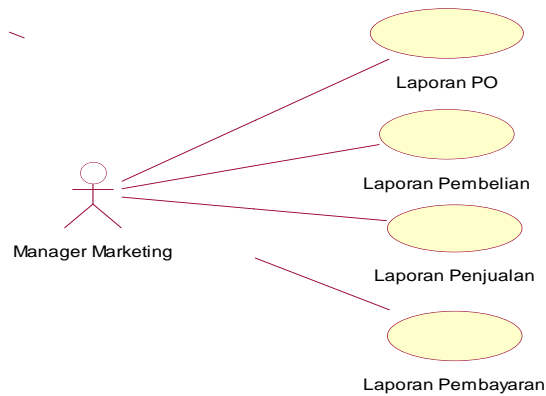 Laporan PO
Laporan Pembelian
Manager Marketing
Laporan Penjualan
Laporan Pembayaran